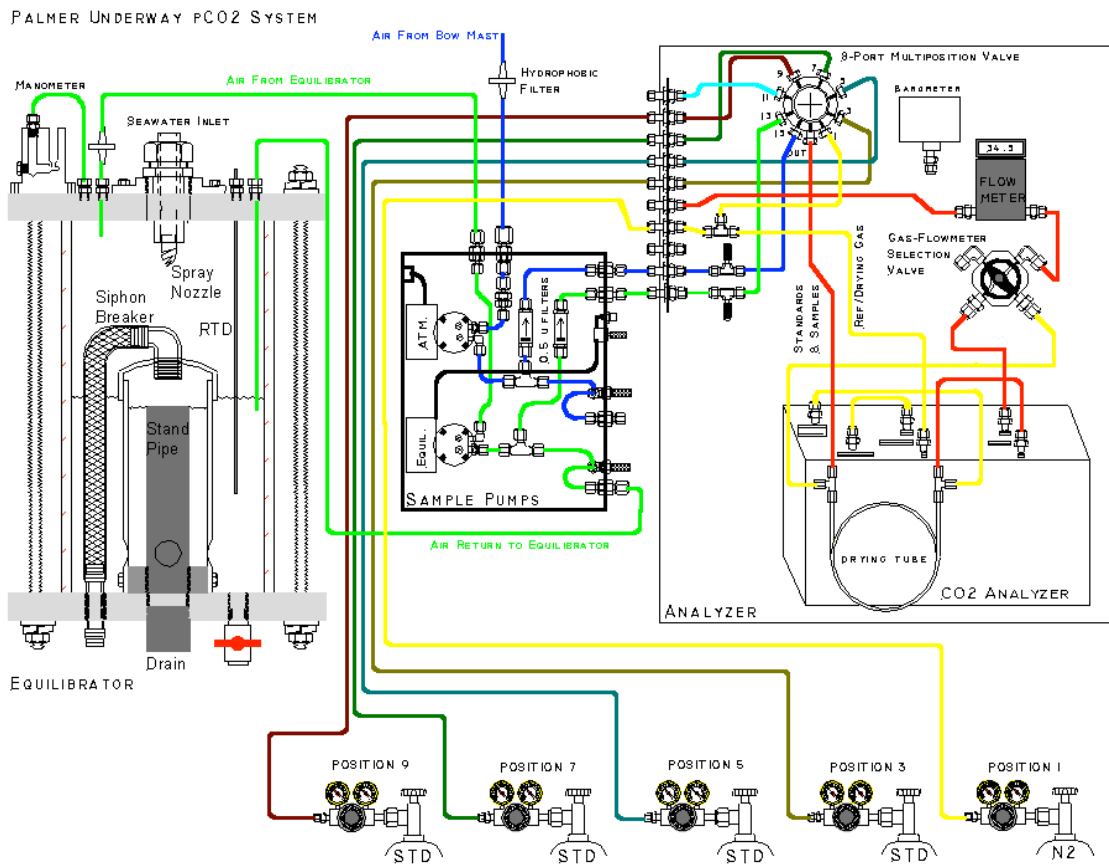 PALMER UNDERWAY PCO2 SYSTEM
AIR FROM BOW MAST
8-PORT MULTIPOSITION VALVE
MANOMETER
AIR FROM EQUILIBRATOR
HYDROPHOBIC
FILTER
SEAWATER INLET
BAROMETER
9
7
5
3
1
11
13
15
OUT
34.5
FLOW
METER
GAS-FLOWMETER
SELECTION
VALVE
Spray
Nozzle
Siphon
Breaker
RTD
Stand
Pipe
ATM.
0.5 U FILTERS
EQUIL.
SAMPLE PUMPS
STANDARDS
& SAMPLES
REF/DRYING GAS
AIR RETURN TO EQUILIBRATOR
DRYING TUBE
CO2 ANALYZER
ANALYZER
Drain
EQUILIBRATOR
POSITION 9
POSITION 7
POSITION 5
POSITION 3
POSITION 1
STD
STD
STD
STD
N2